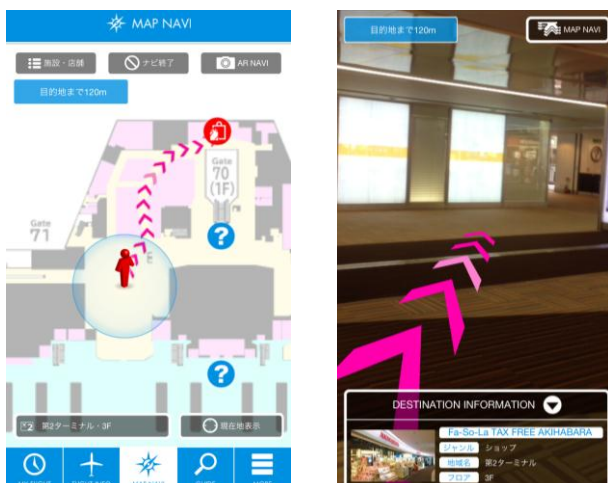 MAP NAVI
施設・店舗
ナビ終了
AR NAVI
目的地まで120m
Gate
70
(1F)
Gate
71
?
?
第2ターミナル・3F
現在地表示
MAP NAVI
MORE
目的地まで120m
MAP NAVI
DESTINATION INFORMATION
Fa-So-La TAX FREE AKIHABARA
ジャンル ショップ
地域名 第2ターミナル
フロア 3F